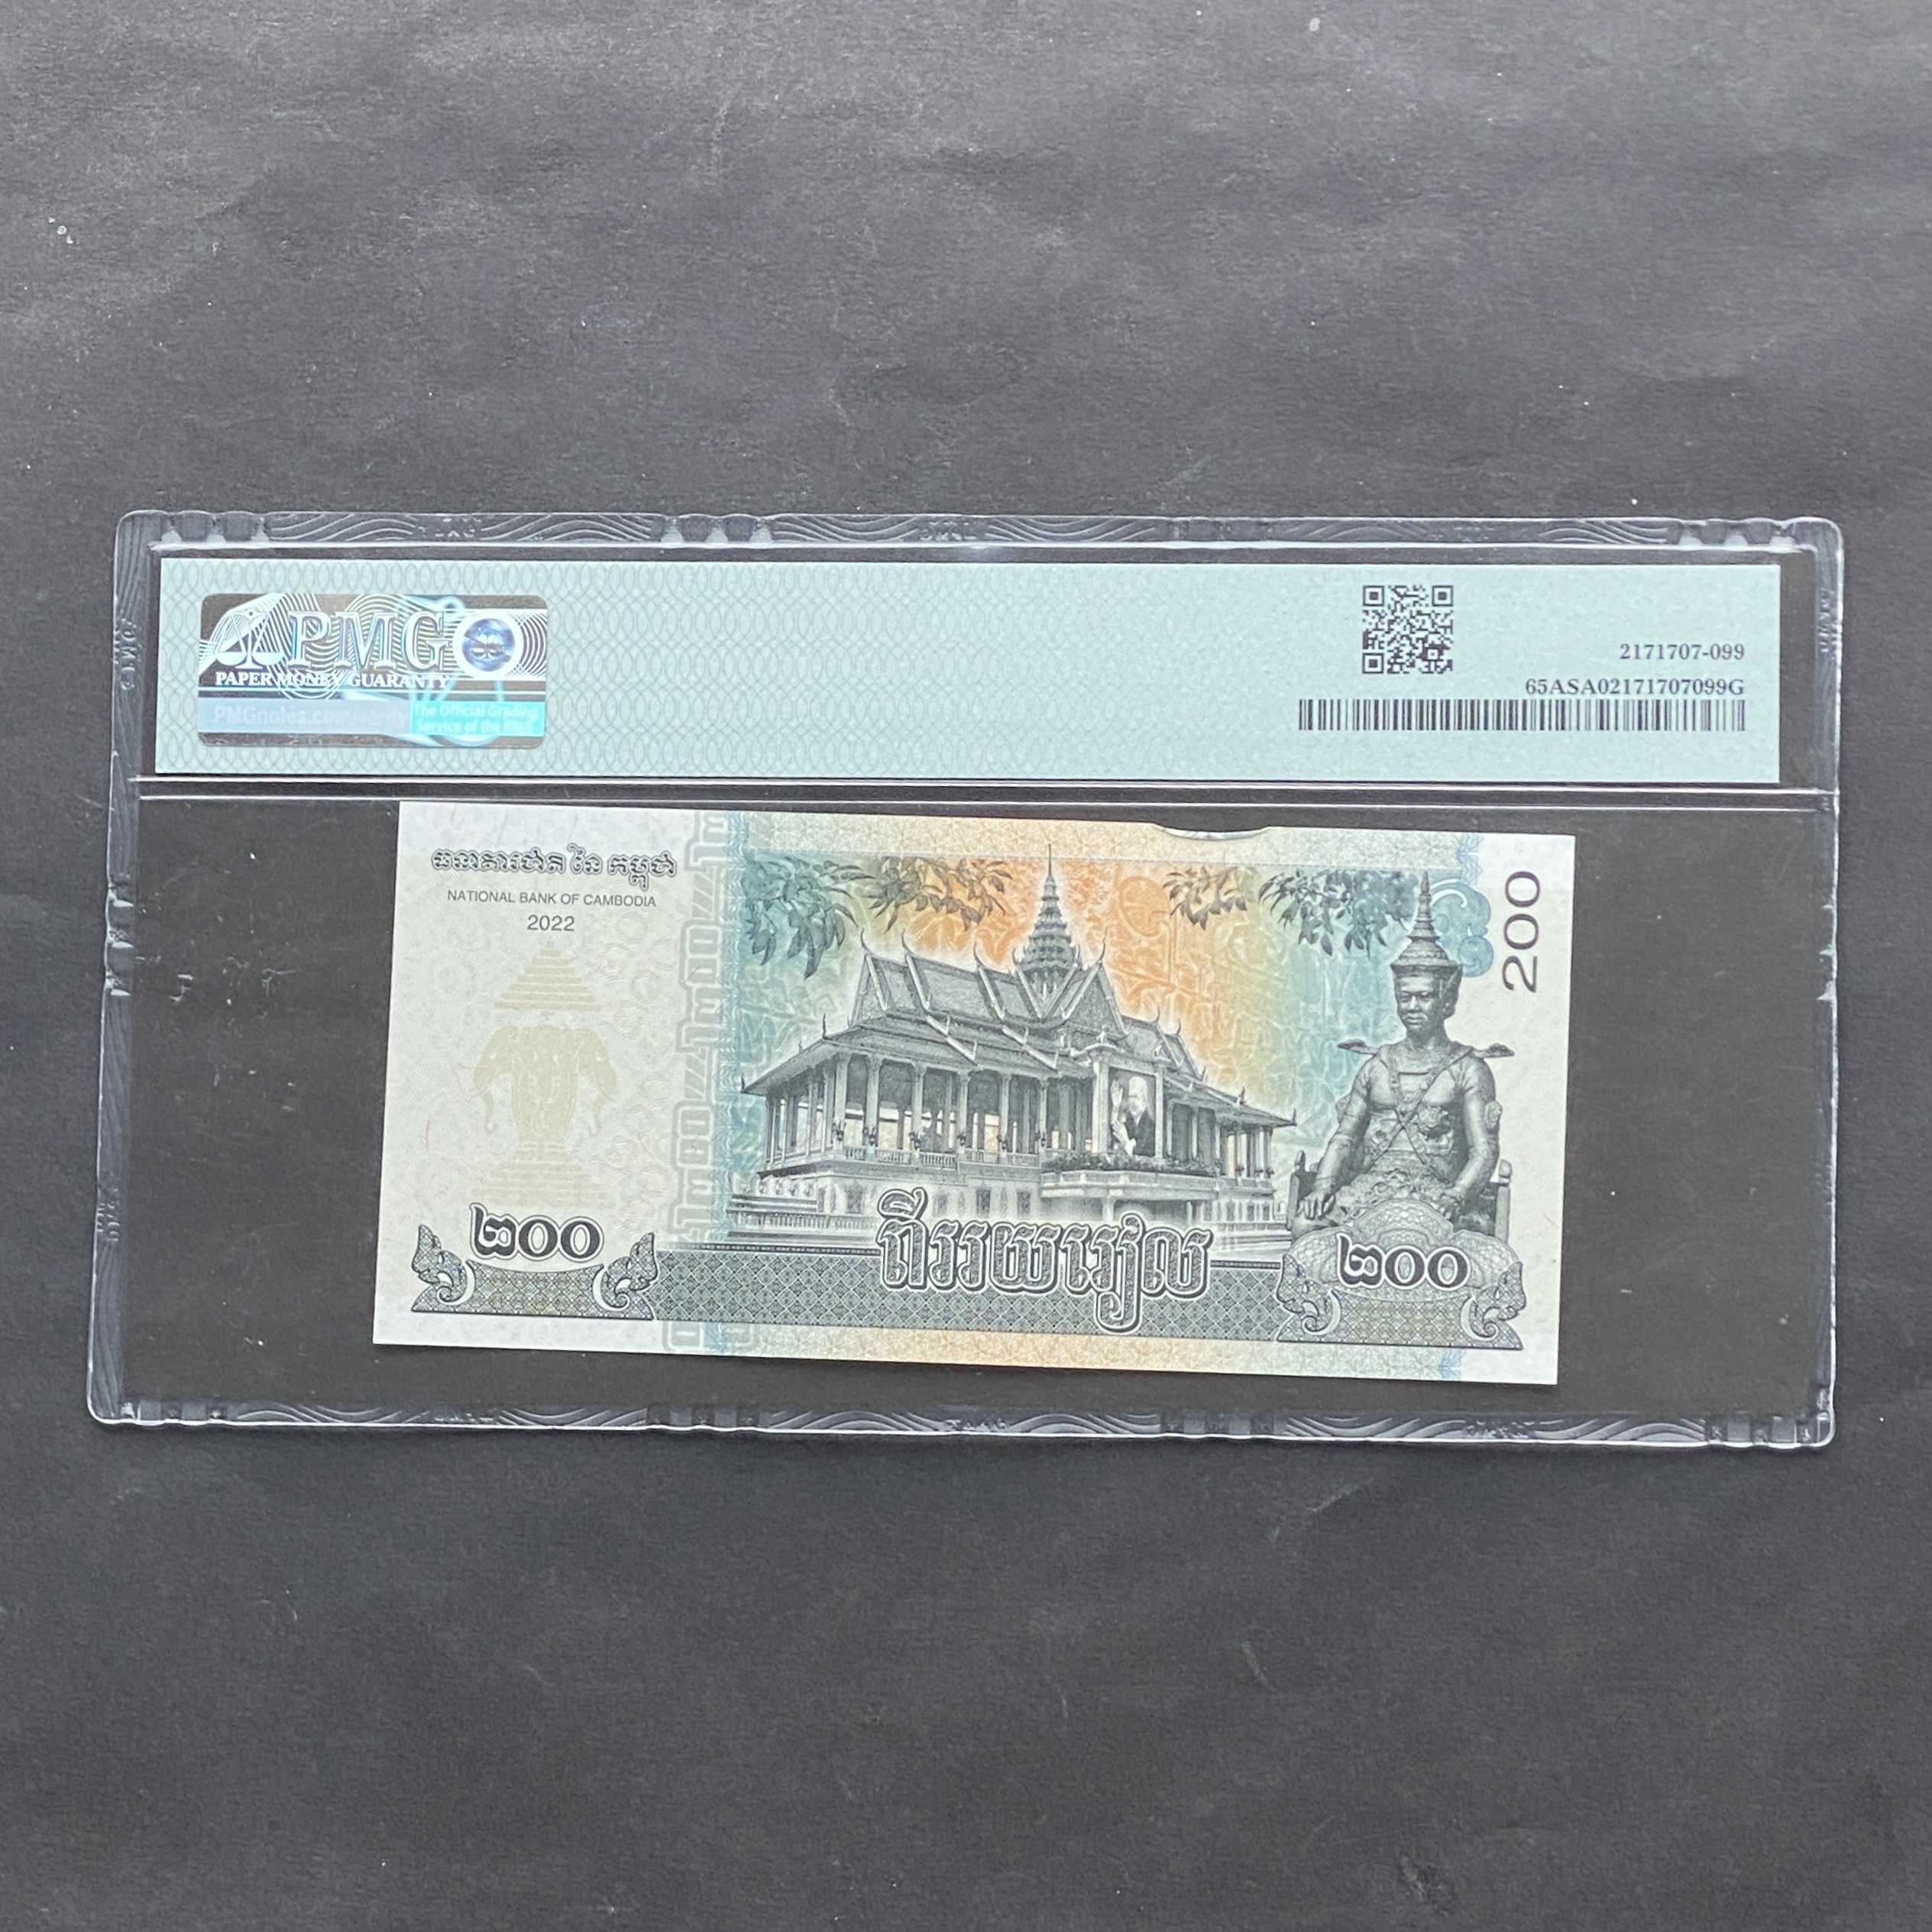 PMG
PAPER MONEY GUARANTY
PMGnotes.com/verify
The Official Grading
Service of the
2171707-099
65ASA02171707099G
ធនាគារជាតិ នៃ កម្ពុជា
NATIONAL BANK OF CAMBODIA
2022
200
២០០
ពីររយរៀល
២០០